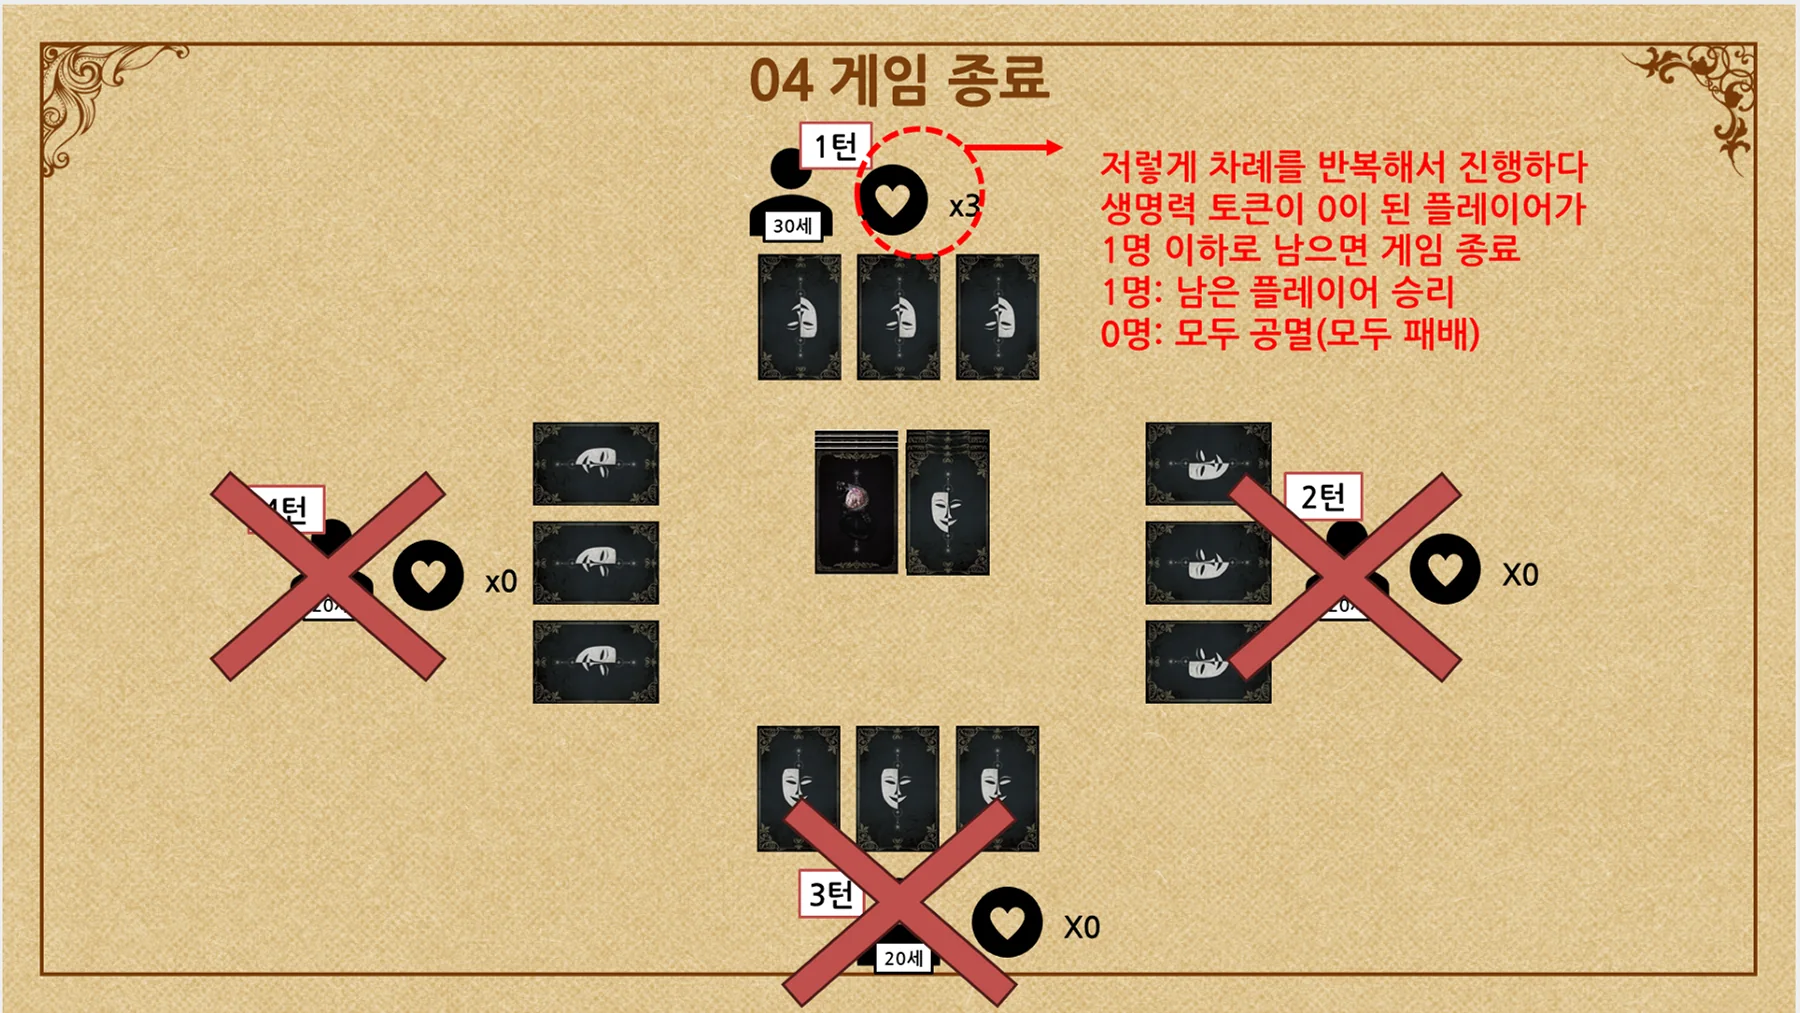 04 게임 종료
1턴
30세
x3
저렇게 차례를 반복해서 진행하다
생명력 토큰이 0이 된 플레이어가
1명 이하로 남으면 게임 종료
1명: 남은 플레이어 승리
0명: 모두 공멸(모두 패배)
4턴
x0
2턴
X0
3턴
20세
X0